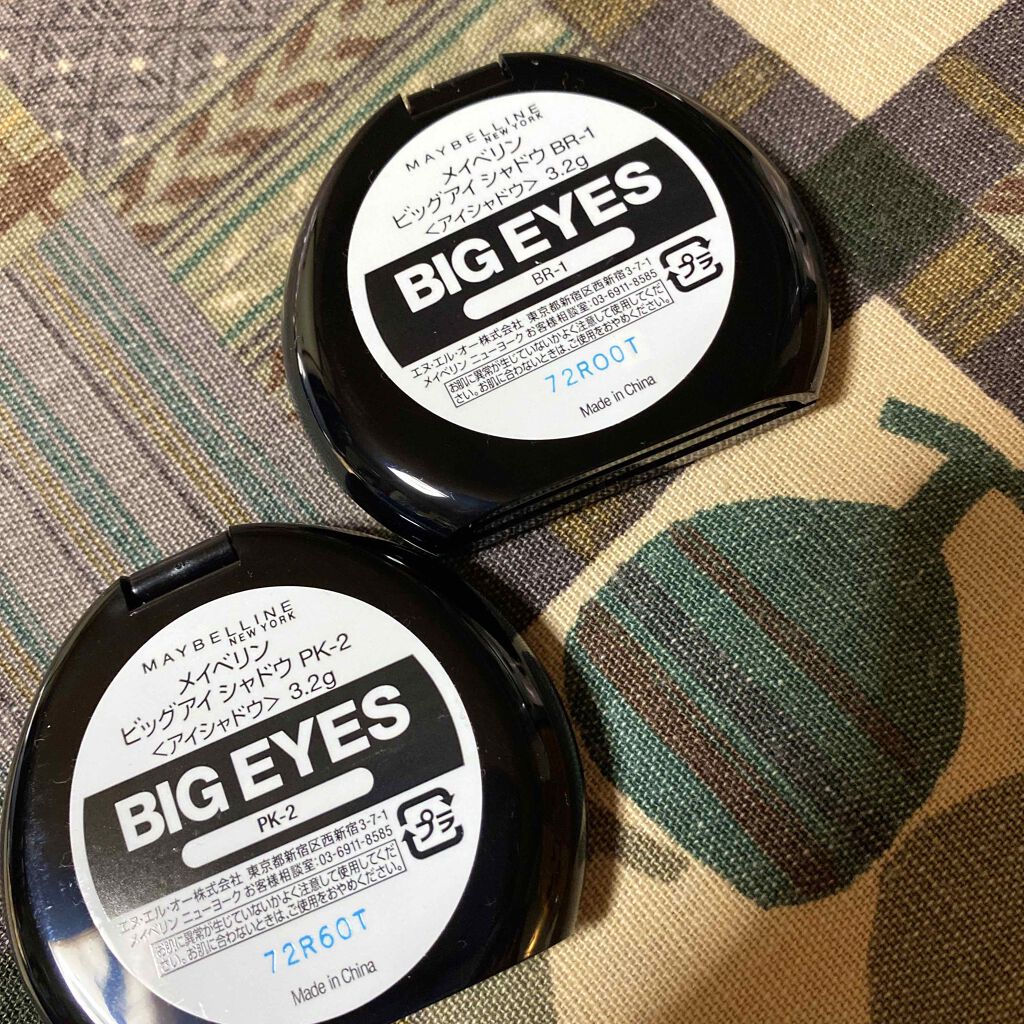 MAYBELLINE
NEW YORK
メイベリン
ビッグアイ シャドウ BR-1
<アイシャドウ> 3.2g
BIG EYES
BR-1
エヌ・エル・オー株式会社 東京都新宿区西新宿3-7-1
メイベリン ニューヨーク お客様相談室:03-6911-8585
お肌に異常が生じていないかよく注意して使用してくだ
さい。お肌に合わないときは、ご使用をおやめください。
プラ
72R00T
Made in China
MAYBELLINE
NEW YORK
メイベリン
ビッグアイ シャドウ PK-2
<アイシャドウ> 3.2g
BIG EYES
PK-2
エヌ・エル・オー株式会社 東京都新宿区西新宿3-7-1
メイベリン ニューヨーク お客様相談室:03-6911-8585
お肌に異常が生じていないかよく注意して使用してくだ
さい。お肌に合わないときは、ご使用をおやめください。
プラ
72R60T
Made in China